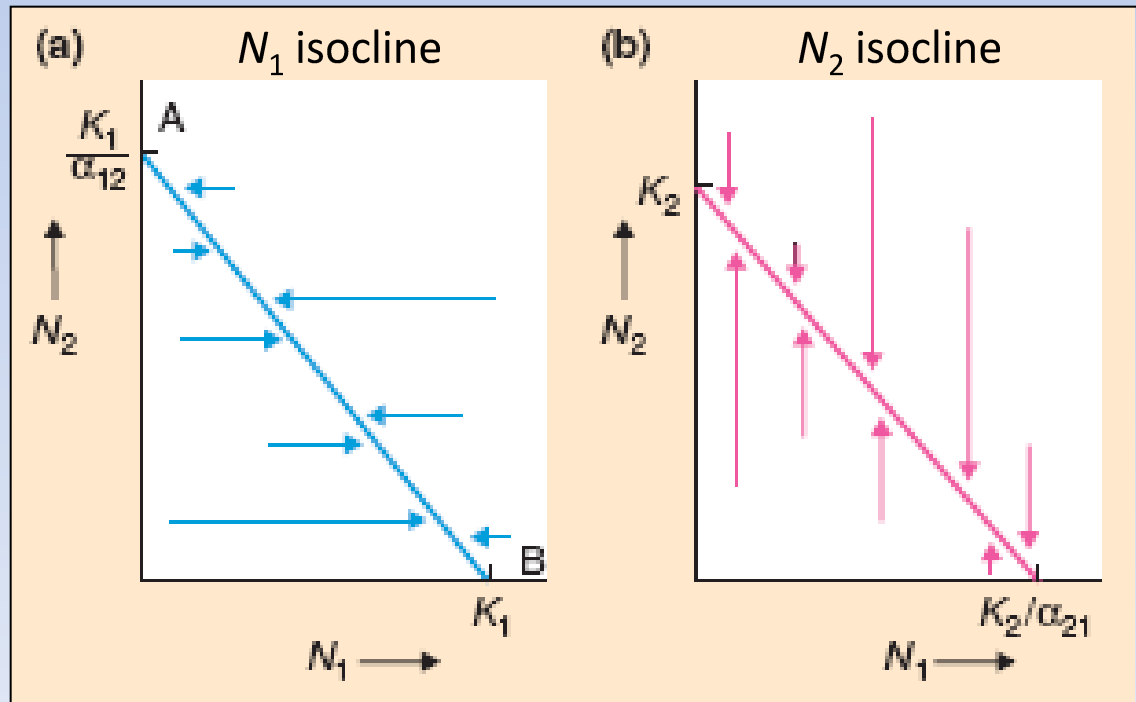 (a) N₁ isocline
A
K₁
α₁₂
N₂
B
K₁
N₁
(b) N₂ isocline
K₂
N₂
K₂/α₂₁
N₁